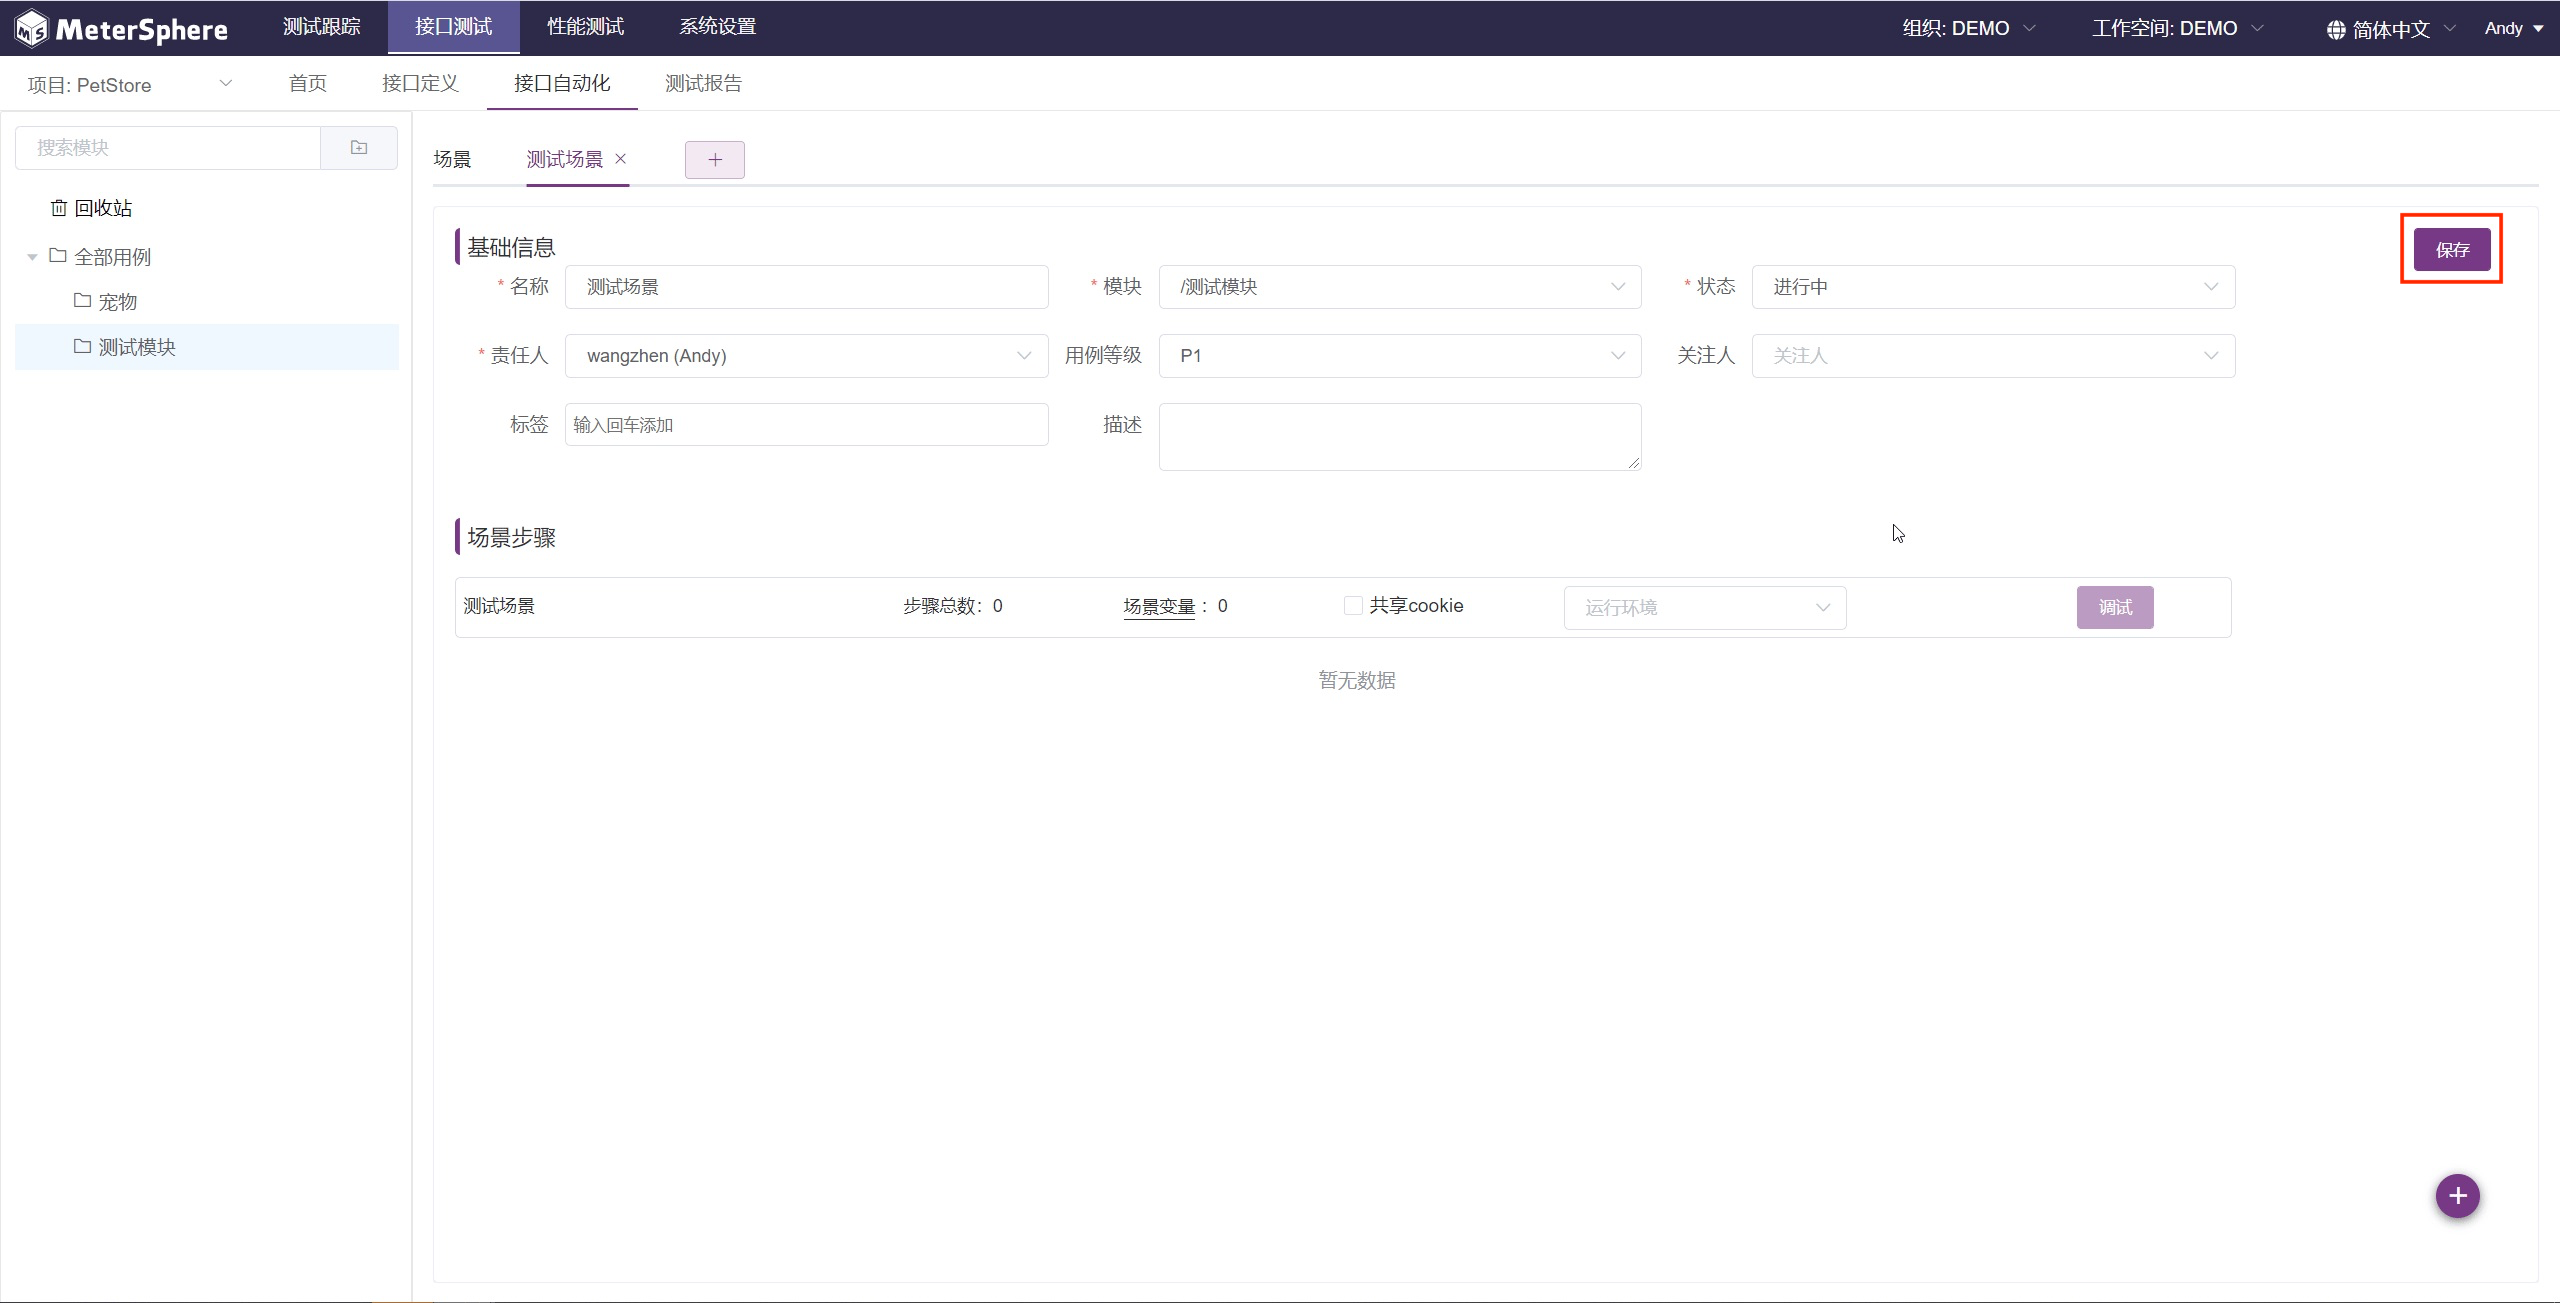 MeterSphere 测试跟踪 接口测试 性能测试 系统设置 组织: DEMO 工作空间: DEMO 简体中文 Andy
项目: PetStore 首页 接口定义 接口自动化 测试报告
搜索模块
回收站
全部用例
宠物
测试模块
场景 测试场景
基础信息 保存
* 名称 测试场景 * 模块 /测试模块 * 状态 进行中
* 责任人 wangzhen (Andy) 用例等级 P1 关注人 关注人
标签 输入回车添加 描述
场景步骤
测试场景 步骤总数: 0 场景变量 : 0 共享cookie 运行环境 调试
暂无数据